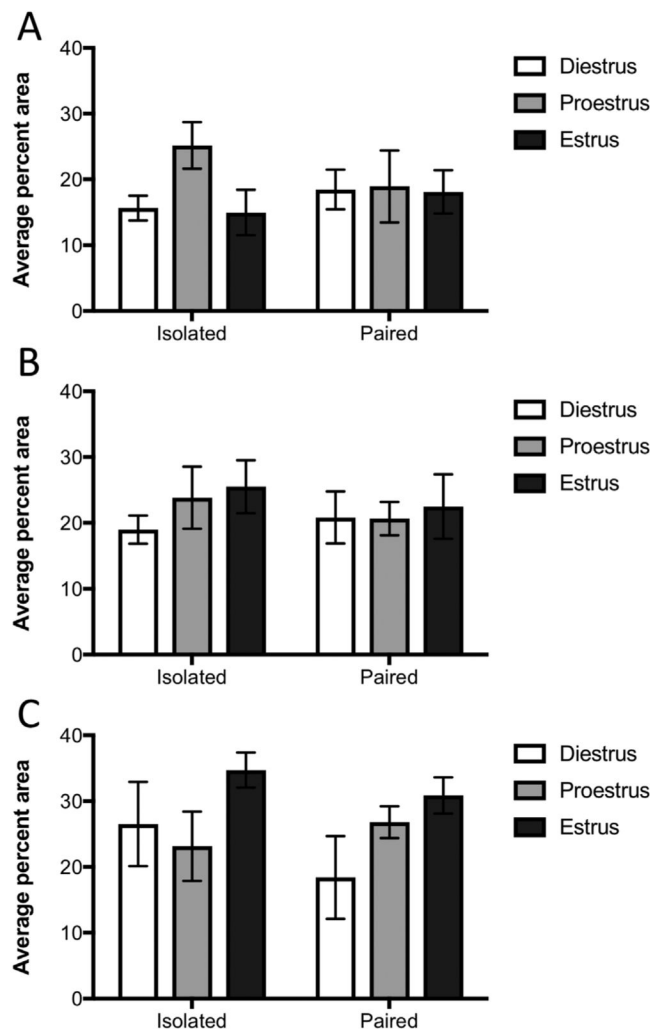 A
Average percent area
40
30
20
10
0
Isolated
Paired
Diestrus
Proestrus
Estrus
B
Average percent area
40
30
20
10
0
Isolated
Paired
Diestrus
Proestrus
Estrus
C
Average percent area
40
30
20
10
0
Isolated
Paired
Diestrus
Proestrus
Estrus